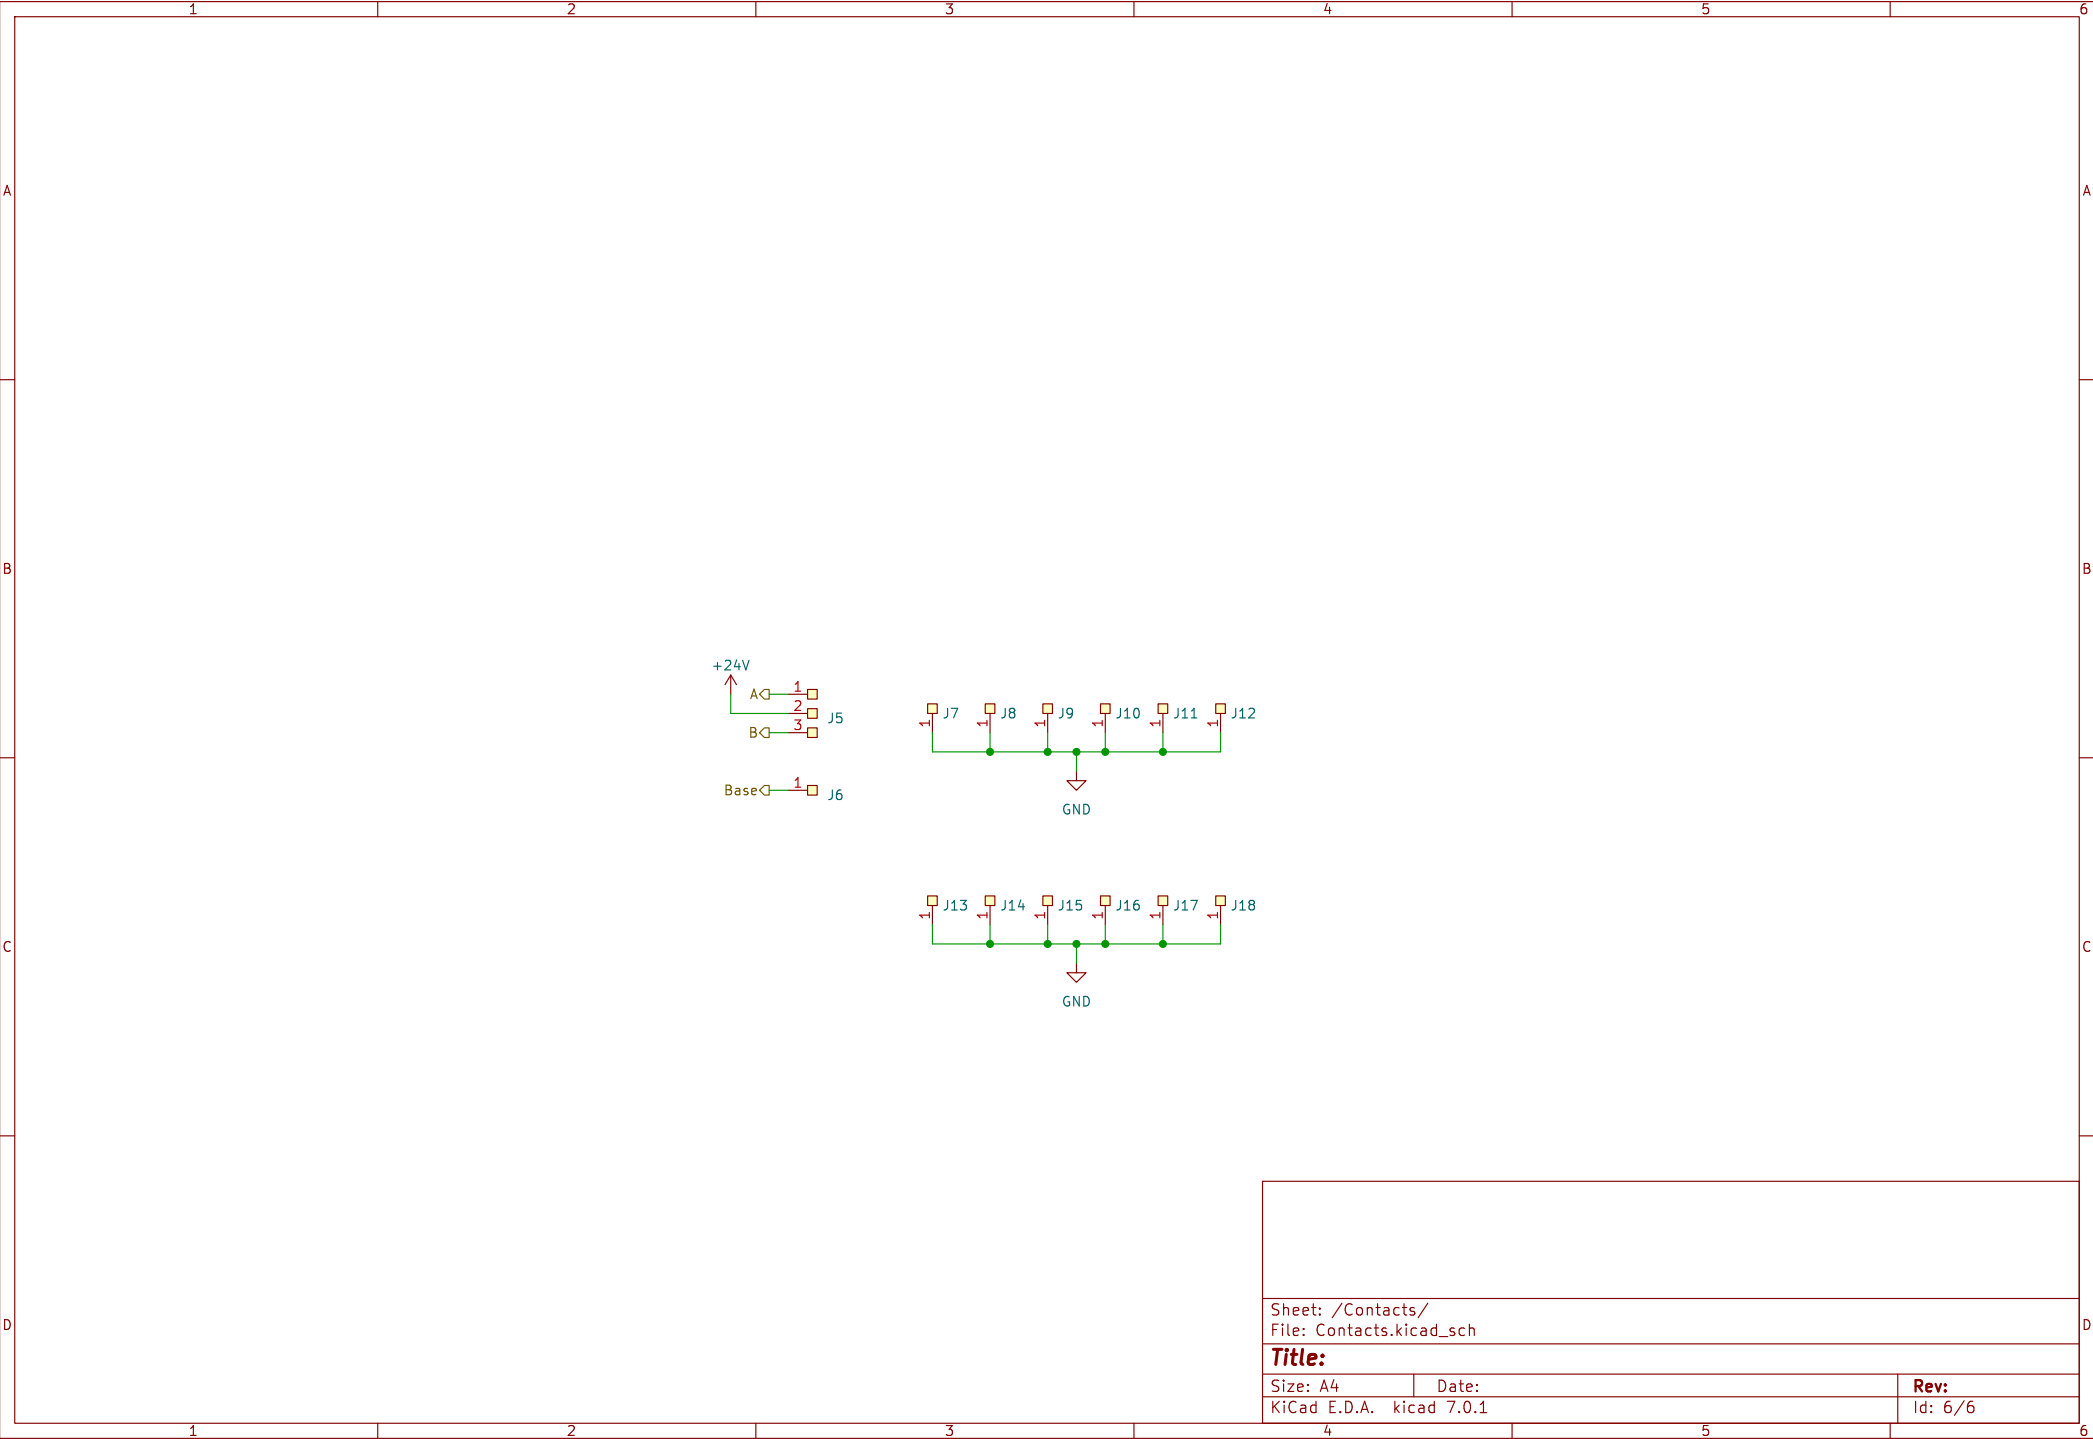 1 2 3 4 5 6
A A
B B
+24V
A 1
2 J5
B 3
Base 1 J6
J7 J8 J9 J10 J11 J12
1 1 1 1 1 1
GND
J13 J14 J15 J16 J17 J18
1 1 1 1 1 1
GND
C C
D D
Sheet: /Contacts/
File: Contacts.kicad_sch
Title:
Size: A4 Date: Rev:
KiCad E.D.A. kicad 7.0.1 Id: 6/6
1 2 3 4 5 6